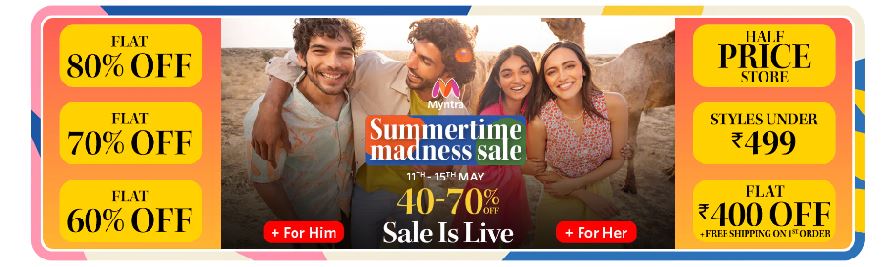 FLAT
80% OFF
FLAT
70% OFF
FLAT
60% OFF
Myntra
Summertime
madness sale
11TH - 15TH MAY
40-70% OFF
Sale Is Live
+ For Him
+ For Her
HALF
PRICE
STORE
STYLES UNDER
₹499
FLAT
₹400 OFF
+FREE SHIPPING ON 1ST ORDER